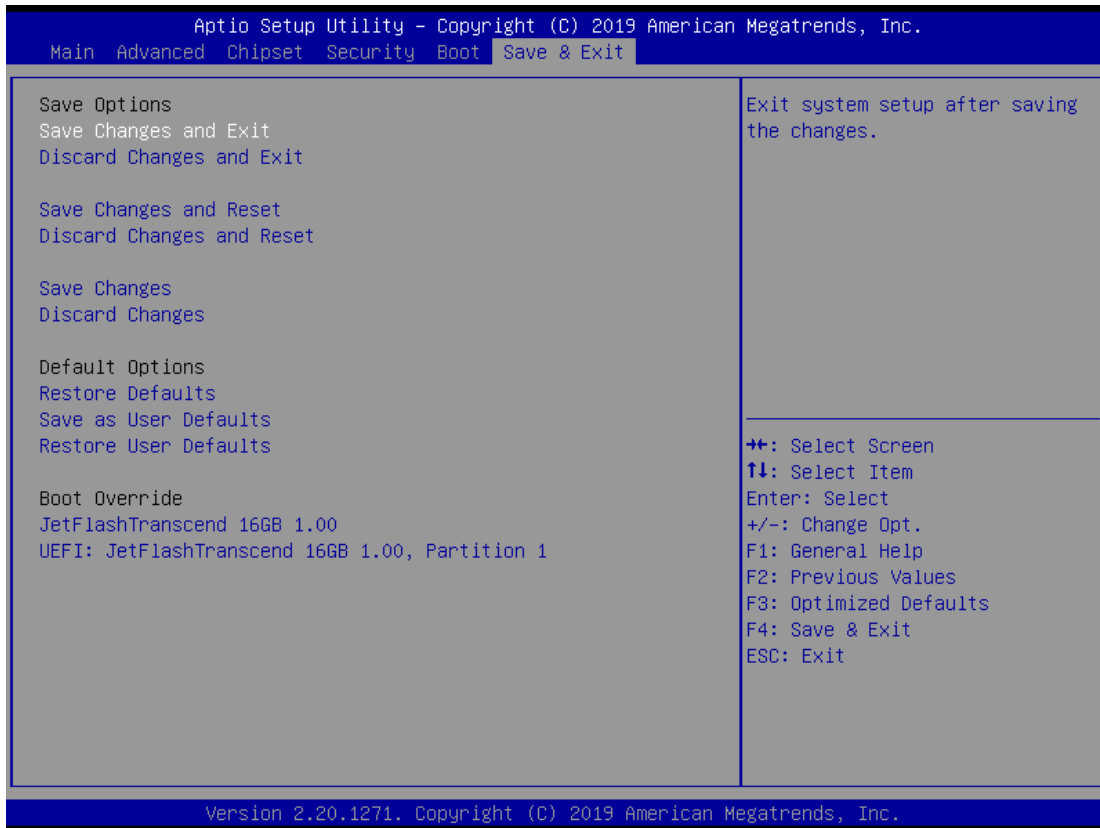 Aptio Setup Utility – Copyright (C) 2019 American Megatrends, Inc.
Main Advanced Chipset Security Boot Save & Exit
Save Options
Save Changes and Exit
Discard Changes and Exit
Save Changes and Reset
Discard Changes and Reset
Save Changes
Discard Changes
Default Options
Restore Defaults
Save as User Defaults
Restore User Defaults
Boot Override
JetFlashTranscend 16GB 1.00
UEFI: JetFlashTranscend 16GB 1.00, Partition 1
Exit system setup after saving
the changes.
→←: Select Screen
↑↓: Select Item
Enter: Select
+/-: Change Opt.
F1: General Help
F2: Previous Values
F3: Optimized Defaults
F4: Save & Exit
ESC: Exit
Version 2.20.1271. Copyright (C) 2019 American Megatrends, Inc.